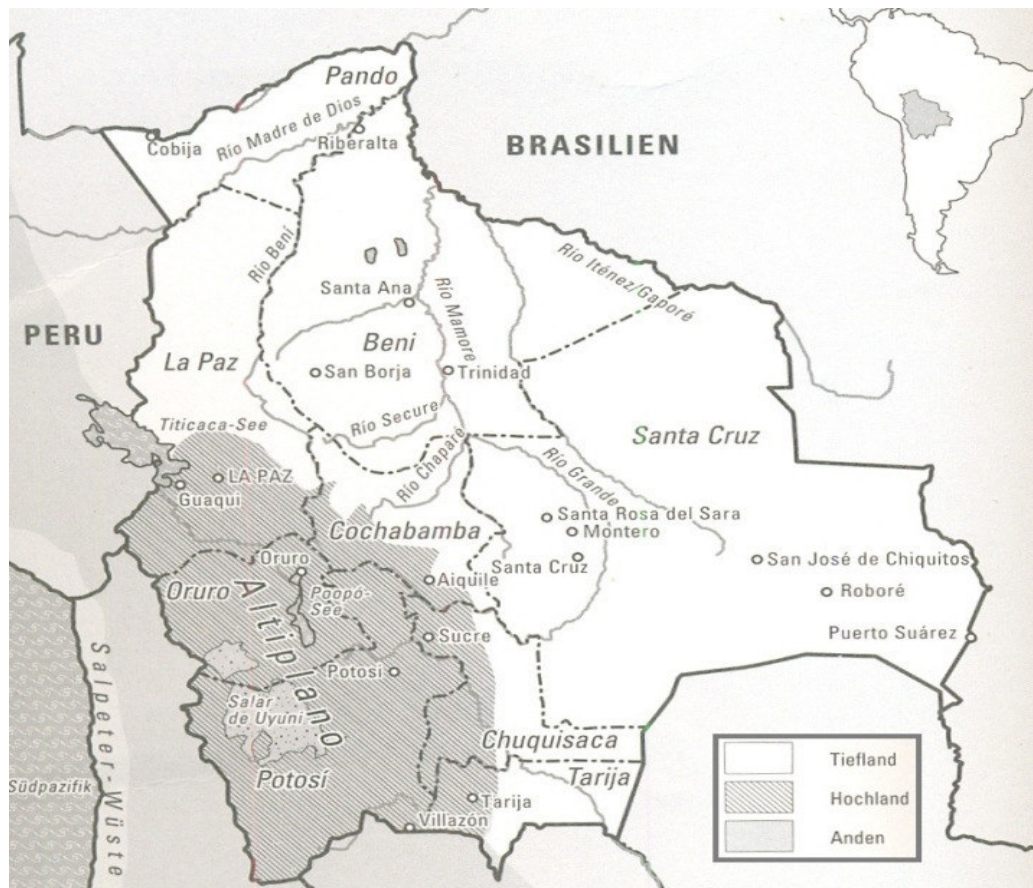 Pando
Río Madre de Dios
Cobija
Riberalta
BRASILIEN
Río Beni
Río Iténez/Gaporé
Santa Ana
Río Mamore
PERU
Beni
La Paz
San Borja
Trinidad
Río Secure
Titicaca-See
Santa Cruz
Río Chaparé
Río Grande
LA PAZ
Guaqui
Santa Rosa del Sara
Cochabamba
Montero
Oruro
Santa Cruz
San José de Chiquitos
Aiquile
Oruro
Altiplano
Poopó-
See
Roboré
Sucre
Puerto Suárez
Potosí
Salpeter-Wüste
Salar
de Uyuni
Chuquisaca
Potosí
Tarija
Südpazifik
Tarija
Villazón
Tiefland
Hochland
Anden